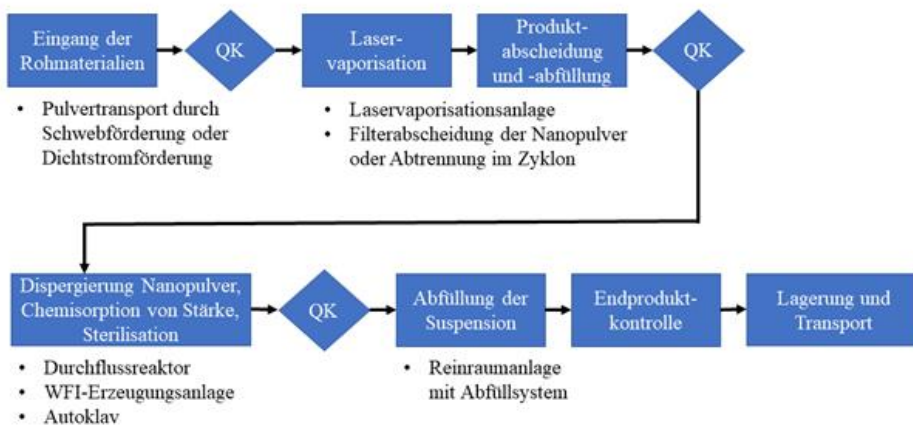 Eingang der
Rohmaterialien
QK
Laser-
vaporisation
Produkt-
abscheidung
und -abfüllung
QK
• Pulvertransport durch
Schwebförderung oder
Dichtstromförderung
• Laservaporisationsanlage
• Filterabscheidung der Nanopulver
oder Abtrennung im Zyklon
Dispergierung Nanopulver,
Chemisorption von Stärke,
Sterilisation
QK
Abfüllung der
Suspension
Endprodukt-
kontrolle
Lagerung und
Transport
• Durchflussreaktor
• WFI-Erzeugungsanlage
• Autoklav
• Reinraumanlage
mit Abfüllsystem